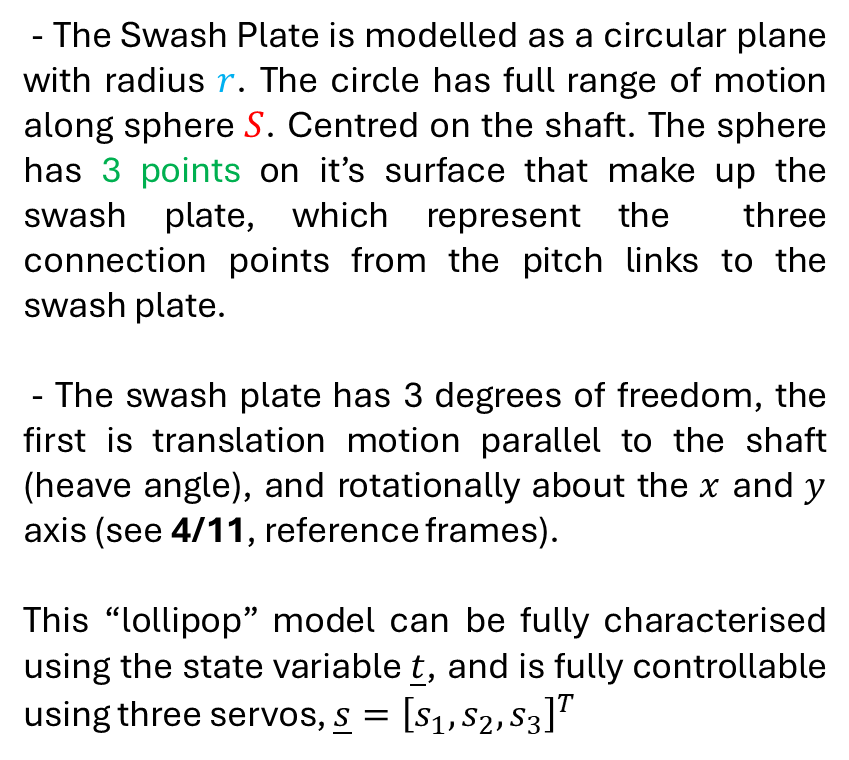 - The Swash Plate is modelled as a circular plane
with radius r. The circle has full range of motion
along sphere S. Centred on the shaft. The sphere
has 3 points on it’s surface that make up the
swash plate, which represent the three
connection points from the pitch links to the
swash plate.
- The swash plate has 3 degrees of freedom, the
first is translation motion parallel to the shaft
(heave angle), and rotationally about the x and y
axis (see 4/11, reference frames).
This “lollipop” model can be fully characterised
using the state variable t, and is fully controllable
using three servos, s = [s₁, s₂, s₃]ᵀ